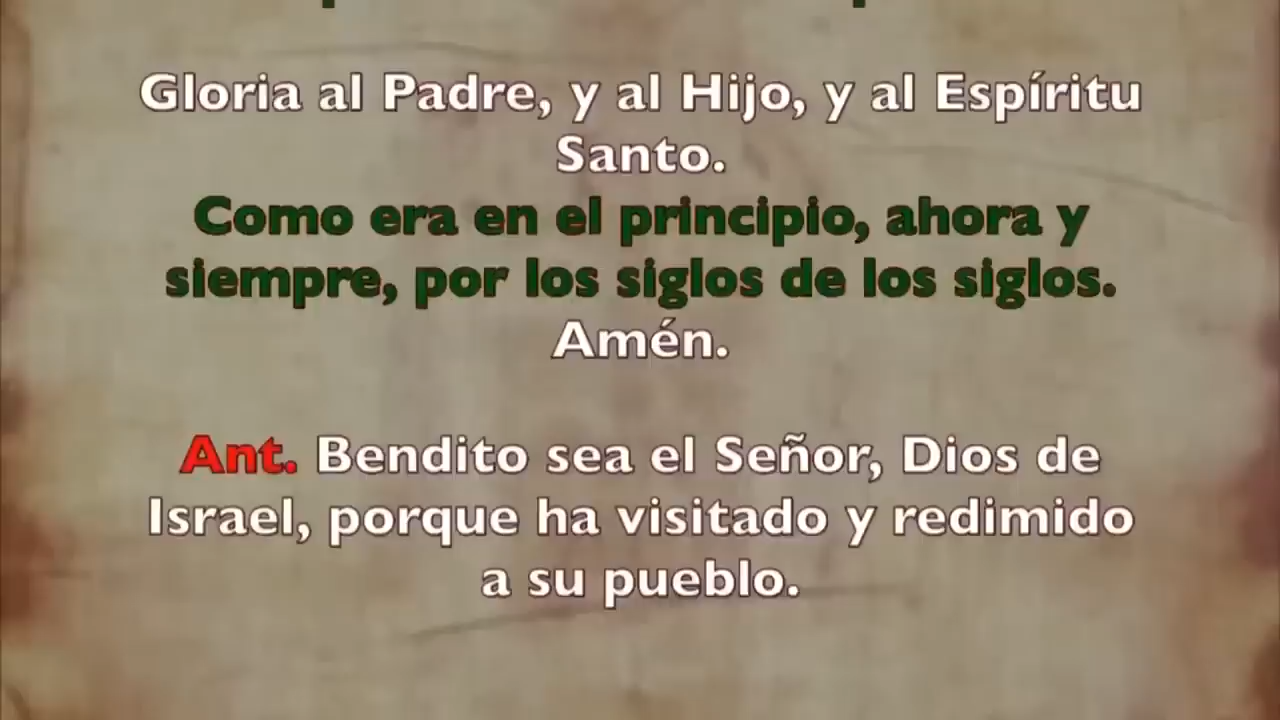 Gloria al Padre, y al Hijo, y al Espíritu
Santo.
Como era en el principio, ahora y
siempre, por los siglos de los siglos.
Amén.
Ant. Bendito sea el Señor, Dios de
Israel, porque ha visitado y redimido
a su pueblo.